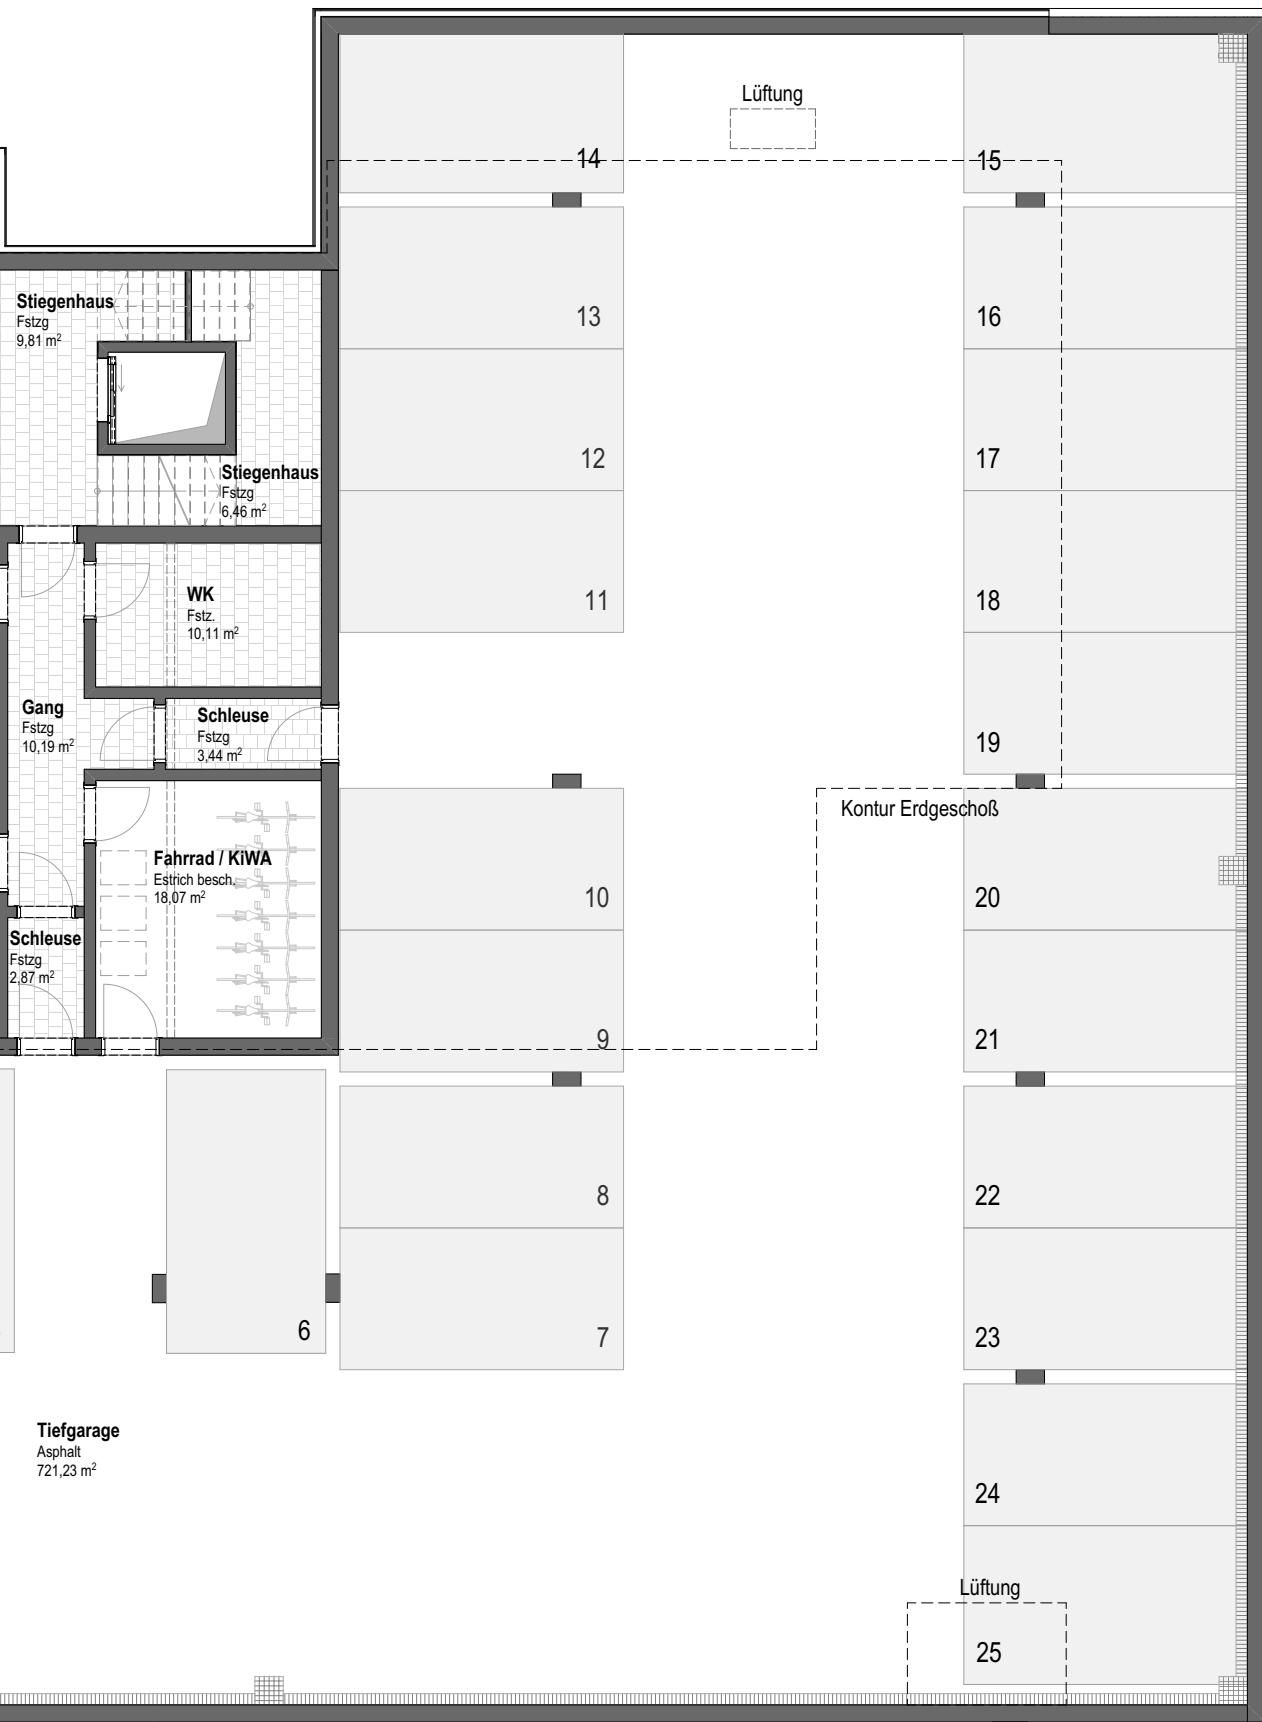 Lüftung
14
15
Stiegenhaus
Fstzg
9,81 m²
13
16
12
17
Stiegenhaus
Fstzg
6,46 m²
WK
Fstz.
10,11 m²
11
18
Gang
Fstzg
10,19 m²
Schleuse
Fstzg
3,44 m²
19
Kontur Erdgeschoß
Fahrrad / KiWA
Estrich besch.
18,07 m²
10
20
Schleuse
Fstzg
2,87 m²
9
21
8
22
6
7
23
Tiefgarage
Asphalt
721,23 m²
24
Lüftung
25